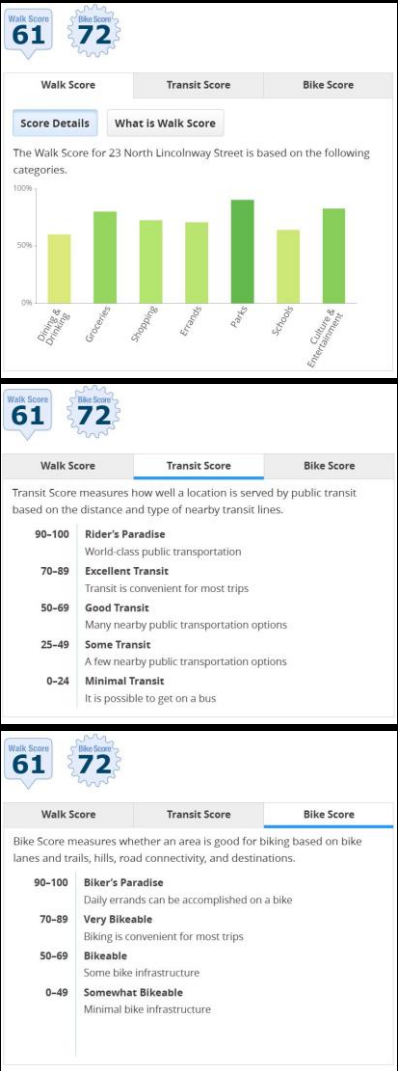 Walk Score Bike Score
61 72
Walk Score Transit Score Bike Score
Score Details What is Walk Score
The Walk Score for 23 North Lincolnway Street is based on the following
categories.
100%
50%
0%
Dining &
Drinking
Groceries
Shopping
Errands
Parks
Schools
Culture &
Entertainment
Walk Score Bike Score
61 72
Walk Score Transit Score Bike Score
Transit Score measures how well a location is served by public transit
based on the distance and type of nearby transit lines.
90–100 Rider's Paradise
World-class public transportation
70–89 Excellent Transit
Transit is convenient for most trips
50–69 Good Transit
Many nearby public transportation options
25–49 Some Transit
A few nearby public transportation options
0–24 Minimal Transit
It is possible to get on a bus
Walk Score Bike Score
61 72
Walk Score Transit Score Bike Score
Bike Score measures whether an area is good for biking based on bike
lanes and trails, hills, road connectivity, and destinations.
90–100 Biker's Paradise
Daily errands can be accomplished on a bike
70–89 Very Bikeable
Biking is convenient for most trips
50–69 Bikeable
Some bike infrastructure
0–49 Somewhat Bikeable
Minimal bike infrastructure